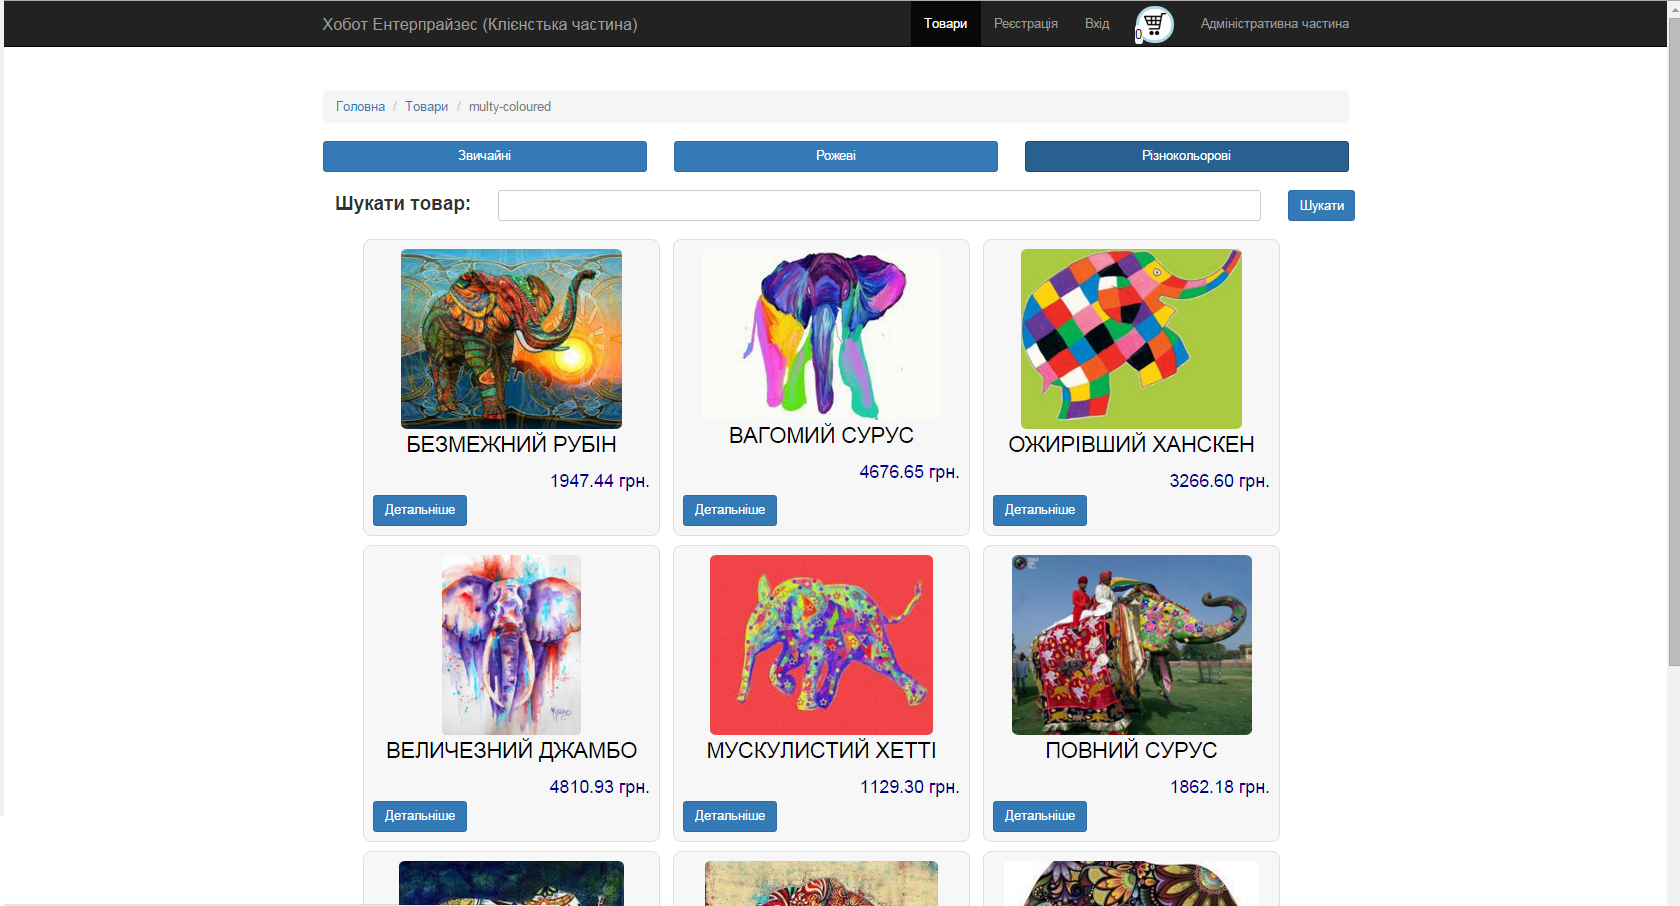 Хобот Ентерпрайзес (Клієнстька частина)
Товари
Реєстрація
Вхід
0
Адміністративна частина
Головна / Товари / multy-coloured
Звичайні
Рожеві
Різнокольорові
Шукати товар:
Шукати
БЕЗМЕЖНИЙ РУБІН
1947.44 грн.
Детальніше
ВАГОМИЙ СУРУС
4676.65 грн.
Детальніше
ОЖИРІВШИЙ ХАНСКЕН
3266.60 грн.
Детальніше
ВЕЛИЧЕЗНИЙ ДЖАМБО
4810.93 грн.
Детальніше
МУСКУЛИСТИЙ ХЕТТІ
1129.30 грн.
Детальніше
ПОВНИЙ СУРУС
1862.18 грн.
Детальніше